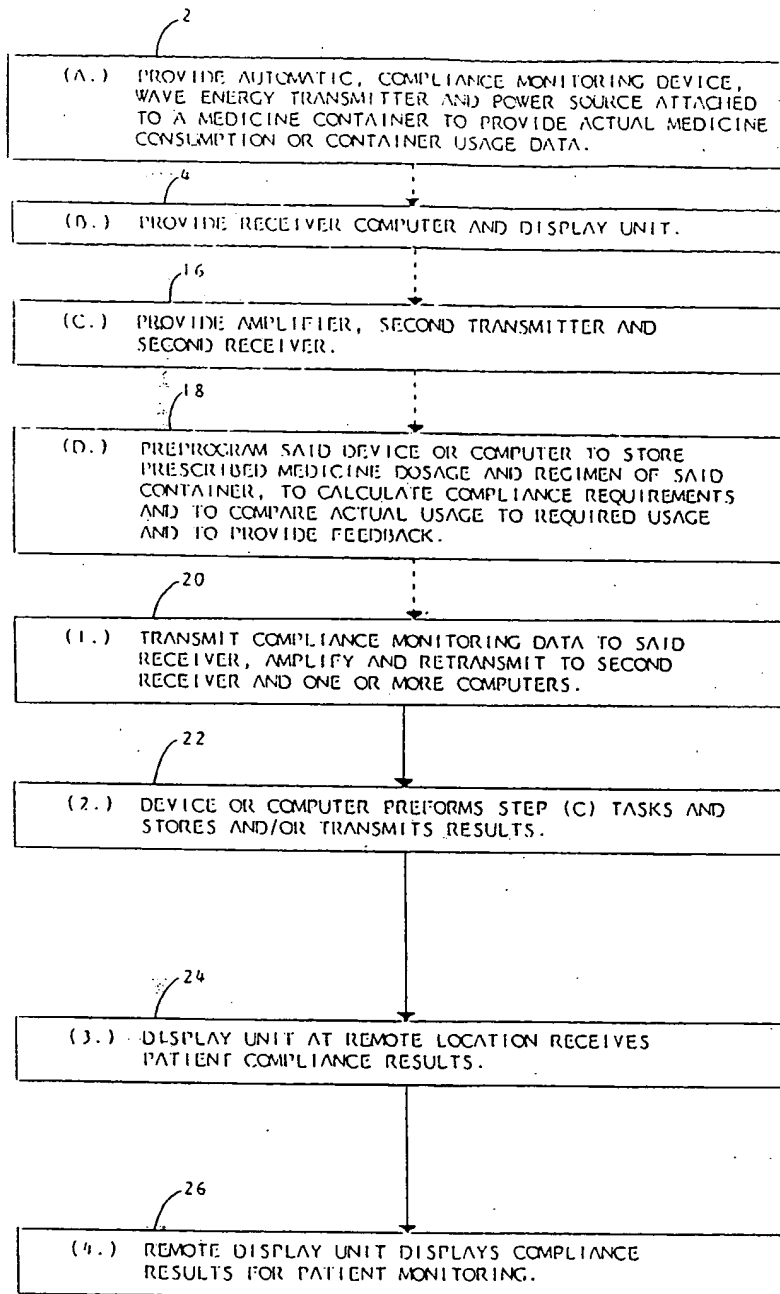 2
(A.) PROVIDE AUTOMATIC, COMPLIANCE MONITORING DEVICE,
WAVE ENERGY TRANSMITTER AND POWER SOURCE ATTACHED
TO A MEDICINE CONTAINER TO PROVIDE ACTUAL MEDICINE
CONSUMPTION OR CONTAINER USAGE DATA.
4
(B.) PROVIDE RECEIVER COMPUTER AND DISPLAY UNIT.
16
(C.) PROVIDE AMPLIFIER, SECOND TRANSMITTER AND
SECOND RECEIVER.
18
(D.) PREPROGRAM SAID DEVICE OR COMPUTER TO STORE
PRESCRIBED MEDICINE DOSAGE AND REGIMEN OF SAID
CONTAINER, TO CALCULATE COMPLIANCE REQUIREMENTS
AND TO COMPARE ACTUAL USAGE TO REQUIRED USAGE
AND TO PROVIDE FEEDBACK.
20
(1.) TRANSMIT COMPLIANCE MONITORING DATA TO SAID
RECEIVER, AMPLIFY AND RETRANSMIT TO SECOND
RECEIVER AND ONE OR MORE COMPUTERS.
22
(2.) DEVICE OR COMPUTER PREFORMS STEP (C) TASKS AND
STORES AND/OR TRANSMITS RESULTS.
24
(3.) DISPLAY UNIT AT REMOTE LOCATION RECEIVES
PATIENT COMPLIANCE RESULTS.
26
(4.) REMOTE DISPLAY UNIT DISPLAYS COMPLIANCE
RESULTS FOR PATIENT MONITORING.